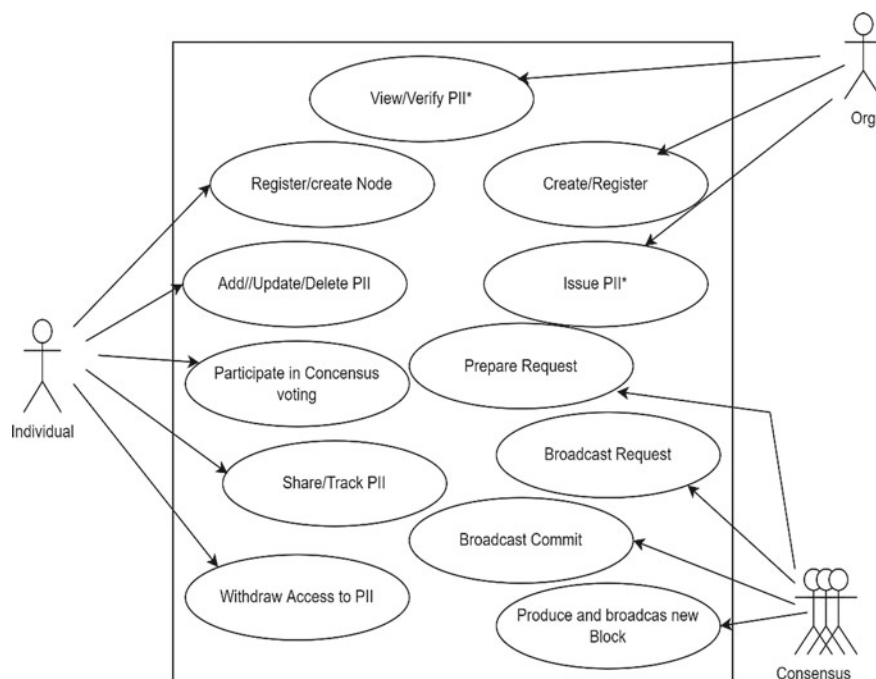 View/Verify PII*
Org
Register/create Node
Create/Register
Add//Update/Delete PII
Issue PII*
Prepare Request
Participate in Concensus
voting
Individual
Broadcast Request
Share/Track PII
Broadcast Commit
Withdraw Access to PII
Produce and broadcas new
Block
Consensus